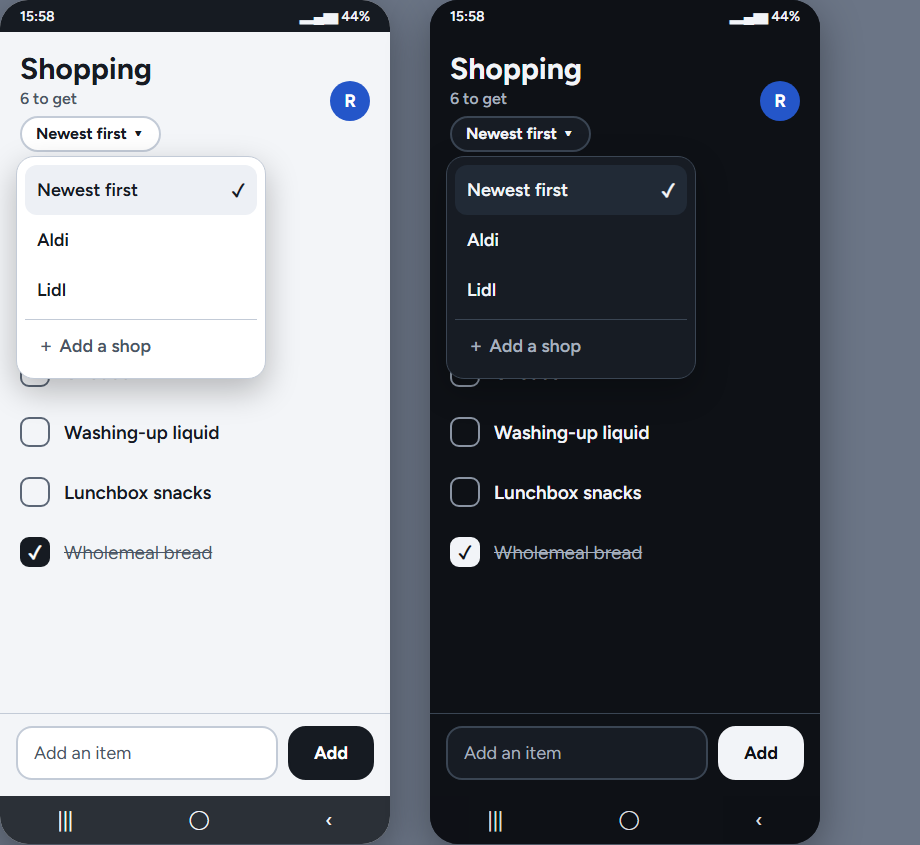 15:58 44%
Shopping
6 to get
R
Newest first ▼
Newest first ✓
Aldi
Lidl
+ Add a shop
Washing-up liquid
Lunchbox snacks
Wholemeal bread
Add an item
Add
15:58 44%
Shopping
6 to get
R
Newest first ▼
Newest first ✓
Aldi
Lidl
+ Add a shop
Washing-up liquid
Lunchbox snacks
Wholemeal bread
Add an item
Add